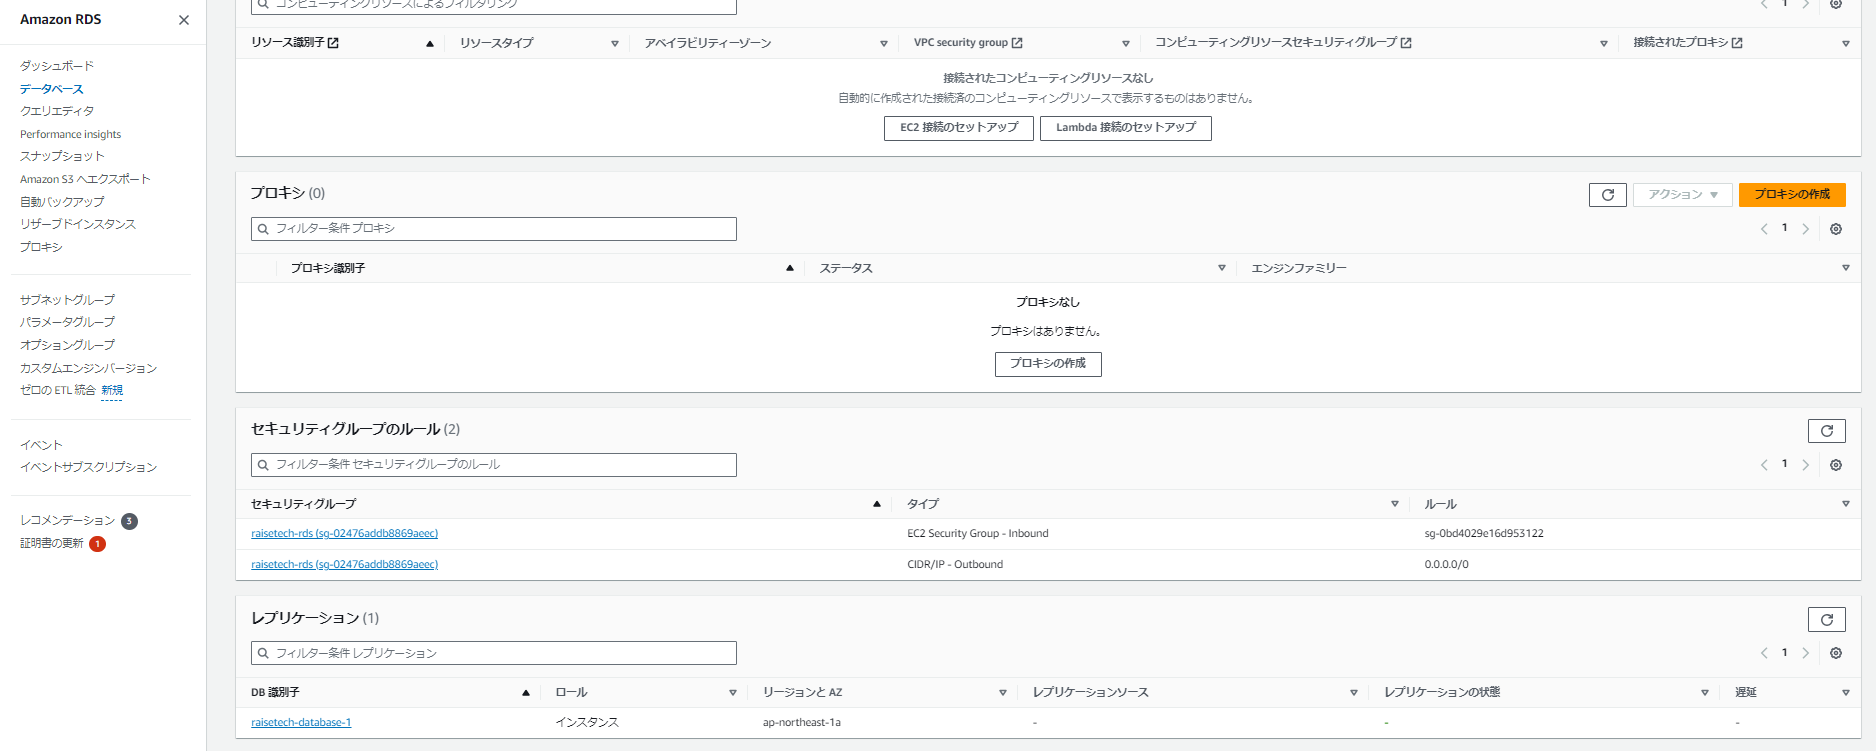 Amazon RDS
ダッシュボード
データベース
クエリエディタ
Performance insights
スナップショット
Amazon S3 へエクスポート
自動バックアップ
リザーブドインスタンス
プロキシ
サブネットグループ
パラメータグループ
オプショングループ
カスタムエンジンバージョン
ゼロの ETL 統合 新規
イベント
イベントサブスクリプション
レコメンデーション 3
証明書の更新 1
コンピューティングリソースによるフィルタリング
1
リソース識別子 リソースタイプ アベイラビリティーゾーン VPC security group コンピューティングリソースセキュリティグループ 接続されたプロキシ
接続されたコンピューティングリソースなし
自動的に作成された接続済のコンピューティングリソースで表示するものはありません。
EC2 接続のセットアップ Lambda 接続のセットアップ
プロキシ (0) アクション プロキシの作成
フィルター条件 プロキシ 1
プロキシ識別子 ステータス エンジンファミリー
プロキシなし
プロキシはありません。
プロキシの作成
セキュリティグループのルール (2)
フィルター条件 セキュリティグループのルール 1
セキュリティグループ タイプ ルール
raisetech-rds (sg-02476addb8869aeec) EC2 Security Group - Inbound sg-0bd4029e16d953122
raisetech-rds (sg-02476addb8869aeec) CIDR/IP - Outbound 0.0.0.0/0
レプリケーション (1)
フィルター条件 レプリケーション 1
DB 識別子 ロール リージョンと AZ レプリケーションソース レプリケーションの状態 遅延
raisetech-database-1 インスタンス ap-northeast-1a - - -